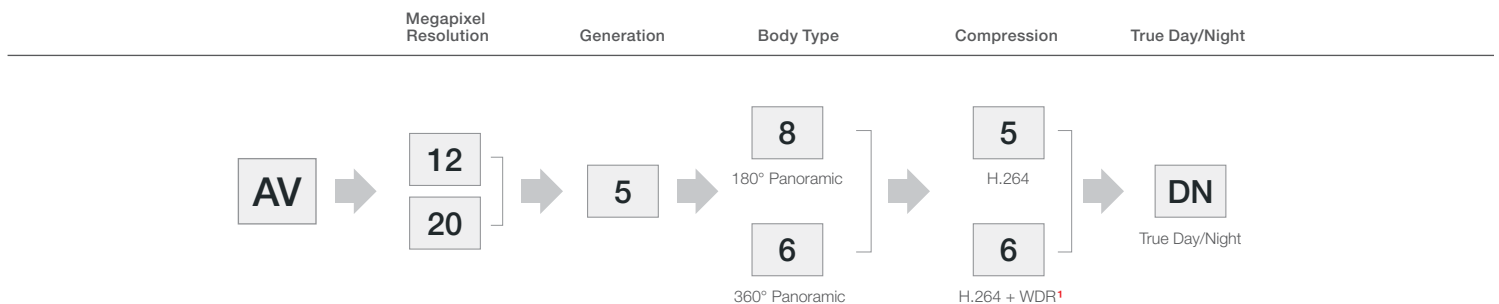 Megapixel
Resolution
Generation
Body Type
Compression
True Day/Night
AV
12
20
5
8
180° Panoramic
6
360° Panoramic
5
H.264
6
H.264 + WDR¹
DN
True Day/Night